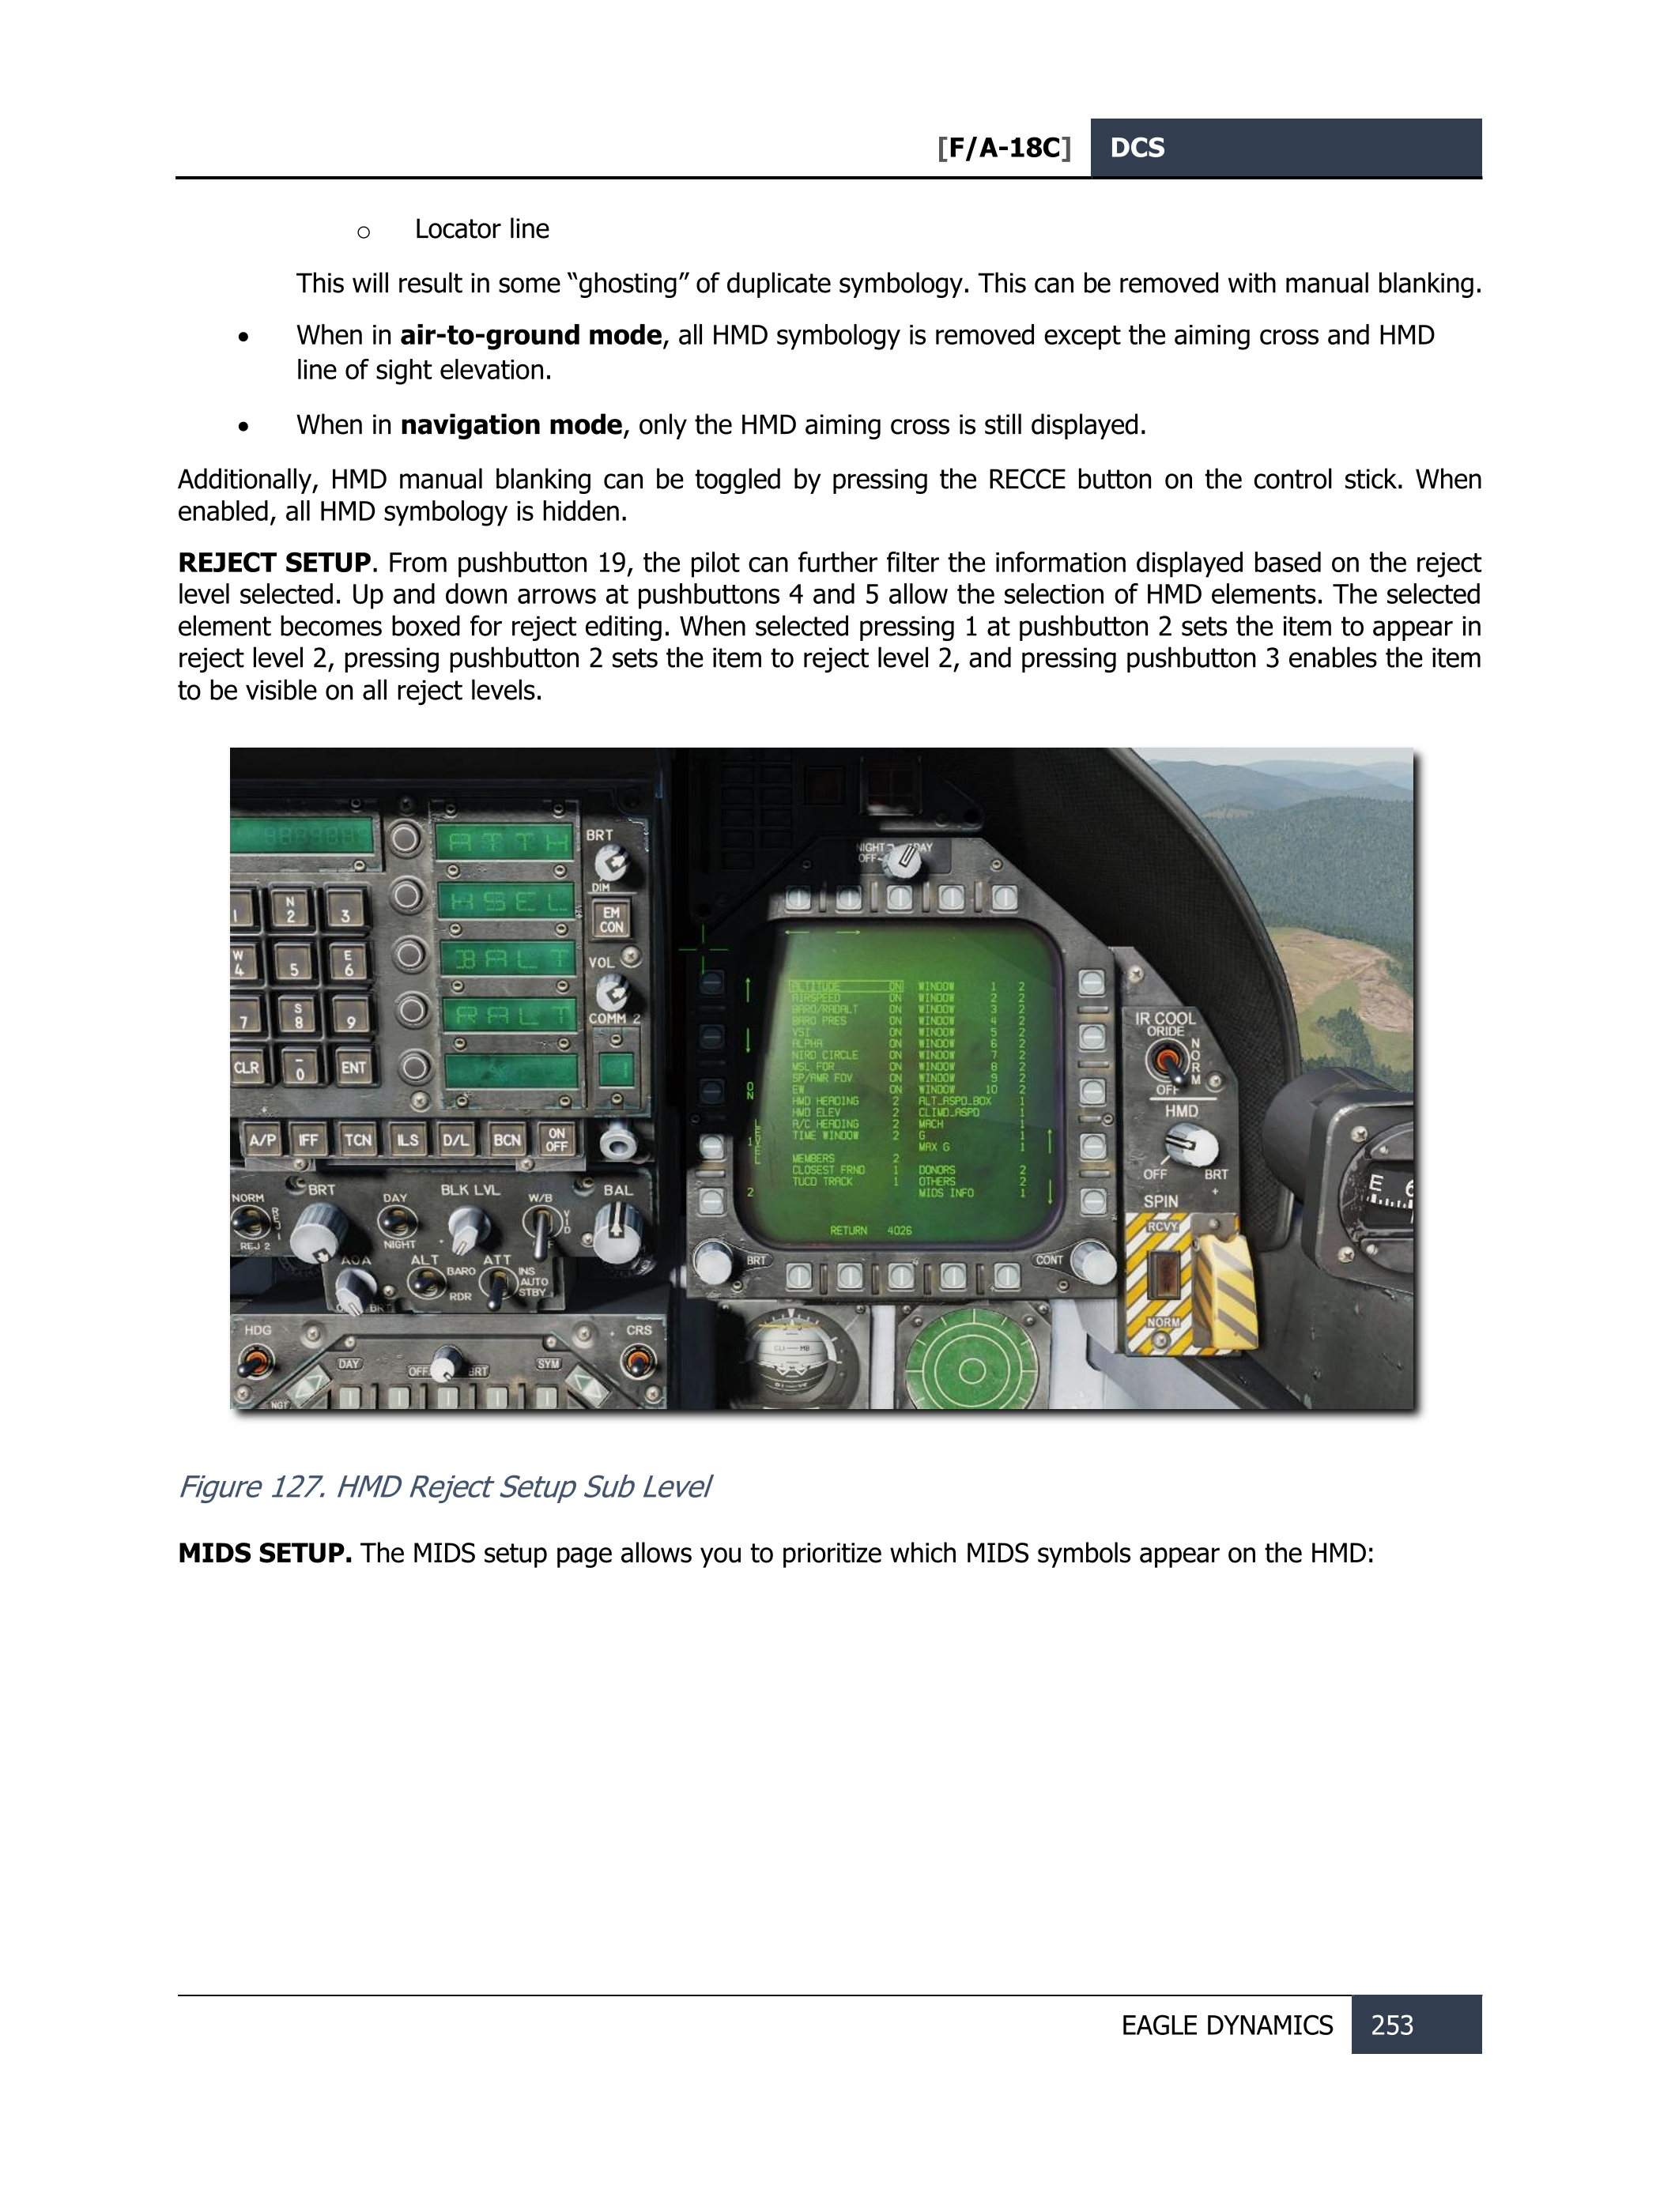 [F/A-18C] DCS
o Locator line
This will result in some “ghosting” of duplicate symbology. This can be removed with manual blanking.
• When in air-to-ground mode, all HMD symbology is removed except the aiming cross and HMD
line of sight elevation.
• When in navigation mode, only the HMD aiming cross is still displayed.
Additionally, HMD manual blanking can be toggled by pressing the RECCE button on the control stick. When
enabled, all HMD symbology is hidden.
REJECT SETUP. From pushbutton 19, the pilot can further filter the information displayed based on the reject
level selected. Up and down arrows at pushbuttons 4 and 5 allow the selection of HMD elements. The selected
element becomes boxed for reject editing. When selected pressing 1 at pushbutton 2 sets the item to appear in
reject level 2, pressing pushbutton 2 sets the item to reject level 2, and pressing pushbutton 3 enables the item
to be visible on all reject levels.
ATTH
HSEL
BALT
RALT
BRT
DIM
EM
CON
VOL
COMM 2
1
N
2
3
W
4
5
E
6
7
S
8
9
CLR
–
0
ENT
A/P IFF TCN ILS D/L BCN ON
OFF
NORM
REJ 1
REJ 2
BRT
DAY
NIGHT
BLK LVL
W/B
VID
BAL
AOA
BRT
ALT
BARO
RDR
ATT
INS
AUTO
STBY
HDG
DAY
NGT
OFF
BRT
SYM
CRS
NIGHT DAY
OFF
ALTITUDE ON WINDOW 1 2
AIRSPEED ON WINDOW 2 2
BARO/RADALT ON WINDOW 3 2
BARO PRES ON WINDOW 4 2
VSI ON WINDOW 5 2
ALPHA ON WINDOW 6 2
NIRD CIRCLE ON WINDOW 7 2
MSL FOR ON WINDOW 8 2
SP/AMR FOV ON WINDOW 9 2
EW ON WINDOW 10 2
HMD HEADING 2 ALT_ASPD_BOX 1
HMD ELEV 2 CLIMD_ASPD 1
A/C HEADING 2 MACH 1
TIME WINDOW 2 G 1
MAX G 1
MEMBERS 2
CLOSEST FRND 1 DONORS 2
TUCD TRACK 1 OTHERS 2
MIDS INFO 1
RETURN 4026
ON
1
LEVEL
2
BRT
CONT
IR COOL
ORIDE
NORM
OFF
HMD
OFF BRT
SPIN
RCVY
NORM
E 6
Figure 127. HMD Reject Setup Sub Level
MIDS SETUP. The MIDS setup page allows you to prioritize which MIDS symbols appear on the HMD:
EAGLE DYNAMICS 253